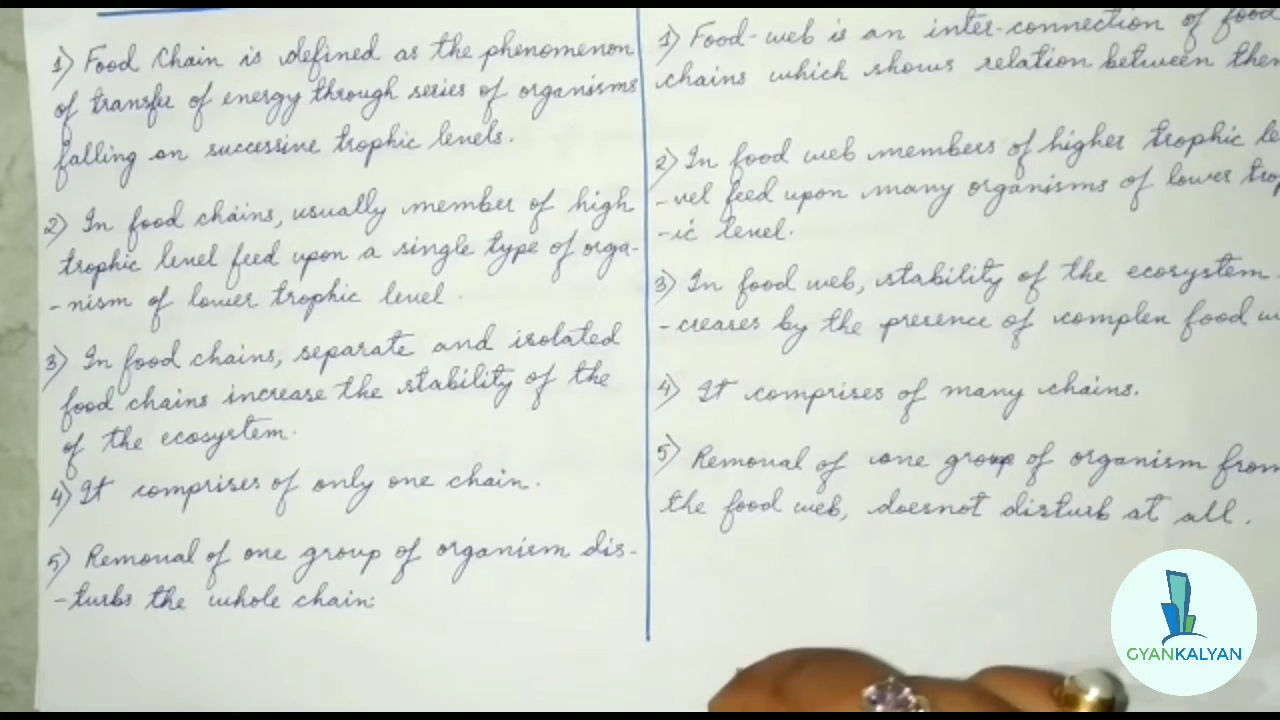 1) Food Chain is defined as the phenomenon
of transfer of energy through series of organisms
falling on successive trophic levels.
2) In food chains, usually member of high
trophic level feed upon a single type of orga-
-nism of lower trophic level.
3) In food chains, separate and isolated
food chains increase the stability of the
of the ecosystem.
4) It comprises of only one chain.
5) Removal of one group of organism dis-
-turbs the whole chain.
1) Food-web is an inter-connection of food
chains which shows relation between them
2) In food web members of higher trophic le
-vel feed upon many organisms of lower trop
-ic level.
3) In food web, stability of the ecosystem
-creases by the presence of complex food w
4) It comprises of many chains.
5) Removal of one group of organism from
the food web, doesnot disturb at all.
GYANKALYAN